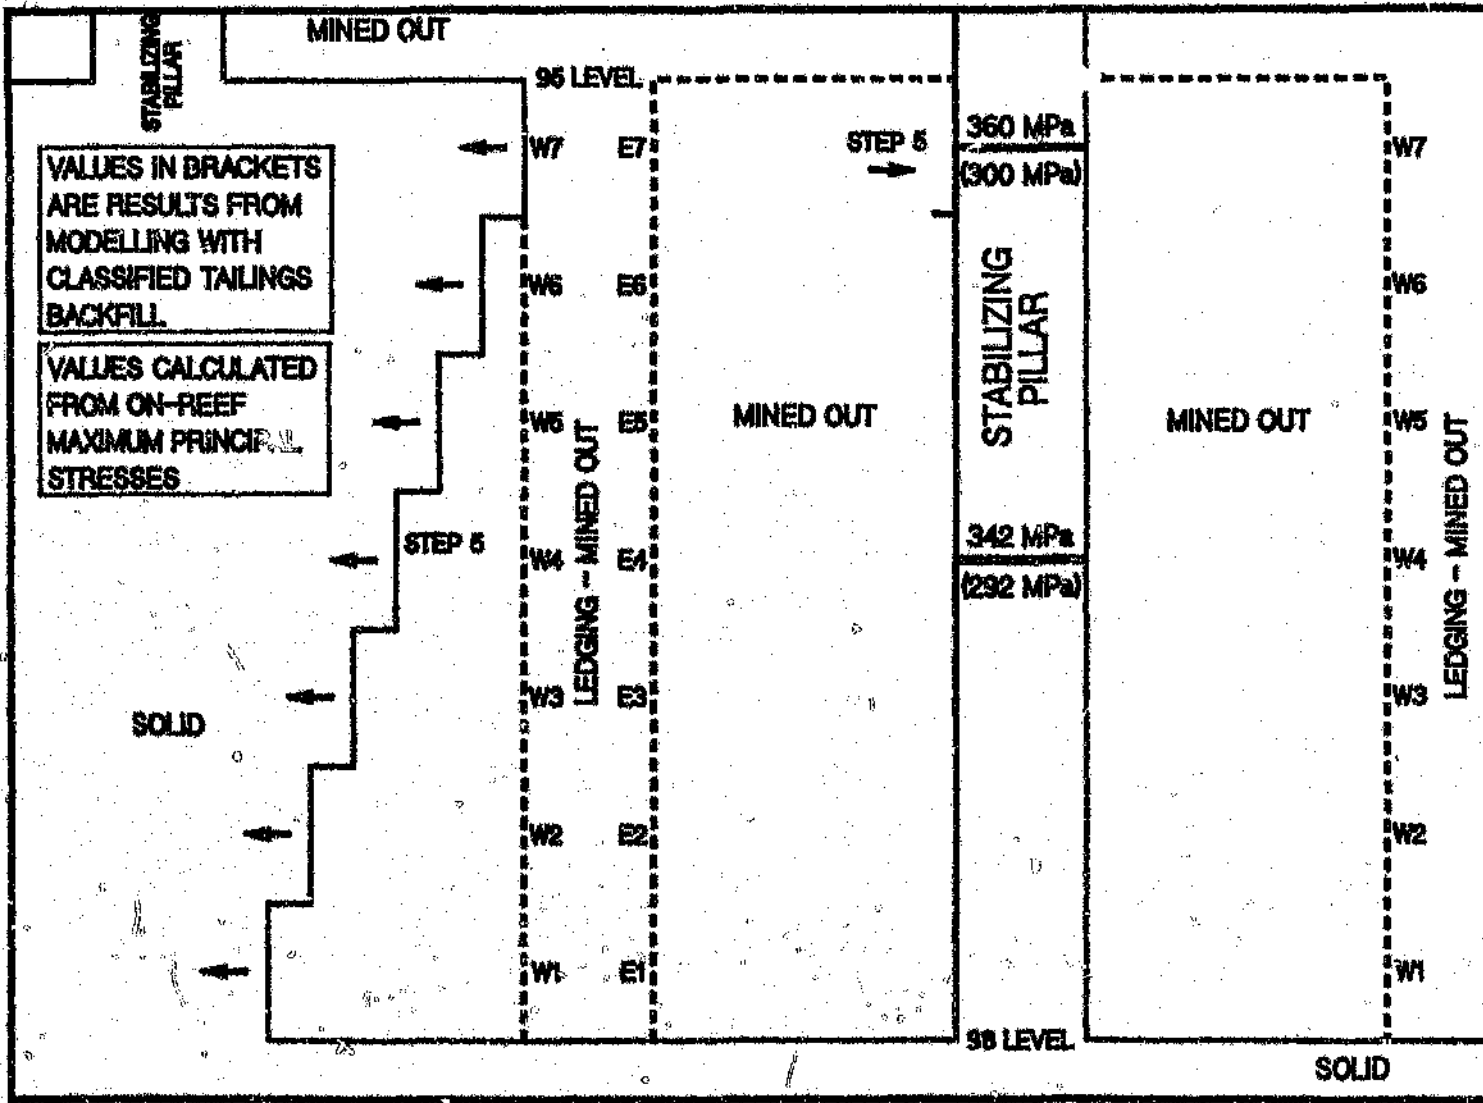 MINED OUT
STABILIZING
PILLAR
95 LEVEL
VALUES IN BRACKETS
ARE RESULTS FROM
MODELLING WITH
CLASSIFIED TAILINGS
BACKFILL.
VALUES CALCULATED
FROM ON-REEF
MAXIMUM PRINCIPAL
STRESSES
W7
E7
STEP 5
360 MPa
(300 MPa)
W7
W6
E6
W6
W5
E5
MINED OUT
STABILIZING
PILLAR
MINED OUT
W5
STEP 5
W4
E4
342 MPa
(292 MPa)
W4
LEDGING - MINED OUT
LEDGING - MINED OUT
SOLID
W3
E3
W3
W2
E2
W2
W1
E1
W1
98 LEVEL
SOLID